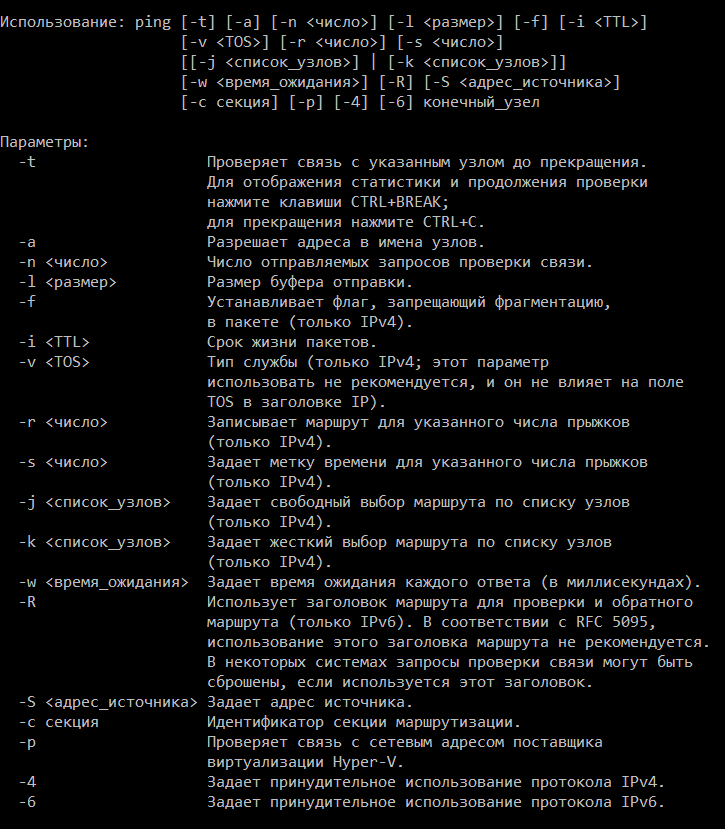 Использование: ping [-t] [-a] [-n <число>] [-l <размер>] [-f] [-i <TTL>]
[-v <TOS>] [-r <число>] [-s <число>]
[[-j <список_узлов>] | [-k <список_узлов>]]
[-w <время_ожидания>] [-R] [-S <адрес_источника>]
[-c секция] [-p] [-4] [-6] конечный_узел
Параметры:
-t Проверяет связь с указанным узлом до прекращения.
Для отображения статистики и продолжения проверки
нажмите клавиши CTRL+BREAK;
для прекращения нажмите CTRL+C.
-a Разрешает адреса в имена узлов.
-n <число> Число отправляемых запросов проверки связи.
-l <размер> Размер буфера отправки.
-f Устанавливает флаг, запрещающий фрагментацию,
в пакете (только IPv4).
-i <TTL> Срок жизни пакетов.
-v <TOS> Тип службы (только IPv4; этот параметр
использовать не рекомендуется, и он не влияет на поле
TOS в заголовке IP).
-r <число> Записывает маршрут для указанного числа прыжков
(только IPv4).
-s <число> Задает метку времени для указанного числа прыжков
(только IPv4).
-j <список_узлов> Задает свободный выбор маршрута по списку узлов
(только IPv4).
-k <список_узлов> Задает жесткий выбор маршрута по списку узлов
(только IPv4).
-w <время_ожидания> Задает время ожидания каждого ответа (в миллисекундах).
-R Использует заголовок маршрута для проверки и обратного
маршрута (только IPv6). В соответствии с RFC 5095,
использование этого заголовка маршрута не рекомендуется.
В некоторых системах запросы проверки связи могут быть
сброшены, если используется этот заголовок.
-S <адрес_источника> Задает адрес источника.
-c секция Идентификатор секции маршрутизации.
-p Проверяет связь с сетевым адресом поставщика
виртуализации Hyper-V.
-4 Задает принудительное использование протокола IPv4.
-6 Задает принудительное использование протокола IPv6.